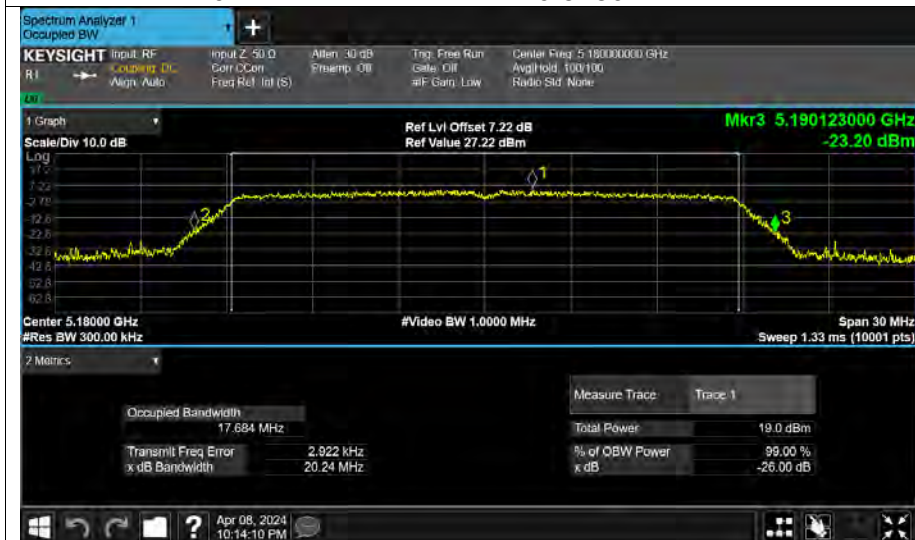 Spectrum Analyzer 1
Occupied BW
+
KEYSIGHT Input: RF Input Z: 50 Ω Atten: 30 dB Trig: Free Run Center Freq: 5.180000000 GHz
Coupling: DC Corr CCorr Preamp: Off Gate: Off Avg|Hold: 100/100
Align: Auto Freq Ref: Int (S) #IF Gain: Low Radio Std: None
1 Graph Ref Lvl Offset 7.22 dB Mkr3 5.190123000 GHz
Scale/Div 10.0 dB Ref Value 27.22 dBm -23.20 dBm
Log
17.2
7.22
-2.78
-12.8
-22.8
-32.8
-42.8
-52.8
-62.8
1
2
3
Center 5.18000 GHz #Video BW 1.0000 MHz Span 30 MHz
#Res BW 300.00 kHz Sweep 1.33 ms (10001 pts)
2 Metrics
Measure Trace Trace 1
Occupied Bandwidth
17.684 MHz Total Power 19.0 dBm
Transmit Freq Error 2.922 kHz % of OBW Power 99.00 %
x dB Bandwidth 20.24 MHz x dB -26.00 dB
? Apr 08, 2024
10:14:10 PM